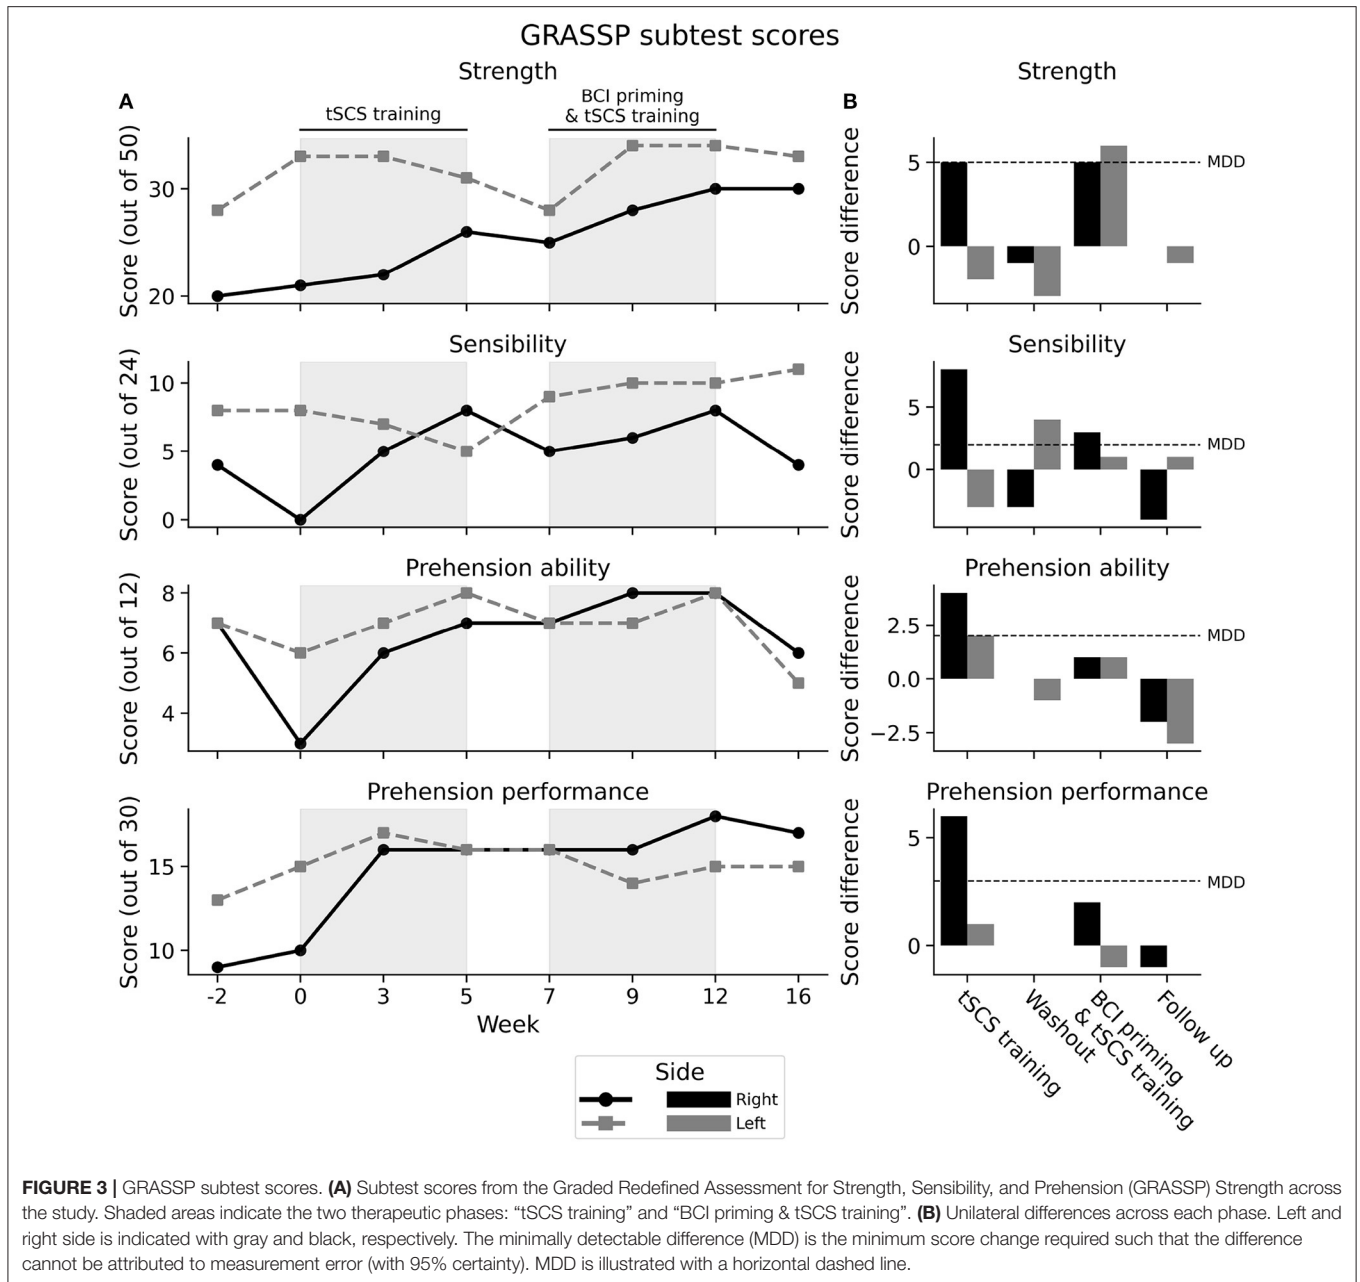 GRASSP subtest scores
Strength
A
tSCS training
BCI priming
& tSCS training
Score (out of 50)
30
20
Strength
B
Score difference
5
0
MDD
Sensibility
Score (out of 24)
10
5
0
Sensibility
Score difference
5
0
MDD
Prehension ability
Score (out of 12)
8
6
4
Prehension ability
Score difference
2.5
0.0
−2.5
MDD
Prehension performance
Score (out of 30)
15
10
-2 0 3 5 7 9 12 16
Week
Prehension performance
Score difference
5
0
MDD
tSCS training
Washout
BCI priming
& tSCS training
Follow up
Side
Right
Left
FIGURE 3 | GRASSP subtest scores. (A) Subtest scores from the Graded Redefined Assessment for Strength, Sensibility, and Prehension (GRASSP) Strength across
the study. Shaded areas indicate the two therapeutic phases: “tSCS training” and “BCI priming & tSCS training”. (B) Unilateral differences across each phase. Left and
right side is indicated with gray and black, respectively. The minimally detectable difference (MDD) is the minimum score change required such that the difference
cannot be attributed to measurement error (with 95% certainty). MDD is illustrated with a horizontal dashed line.